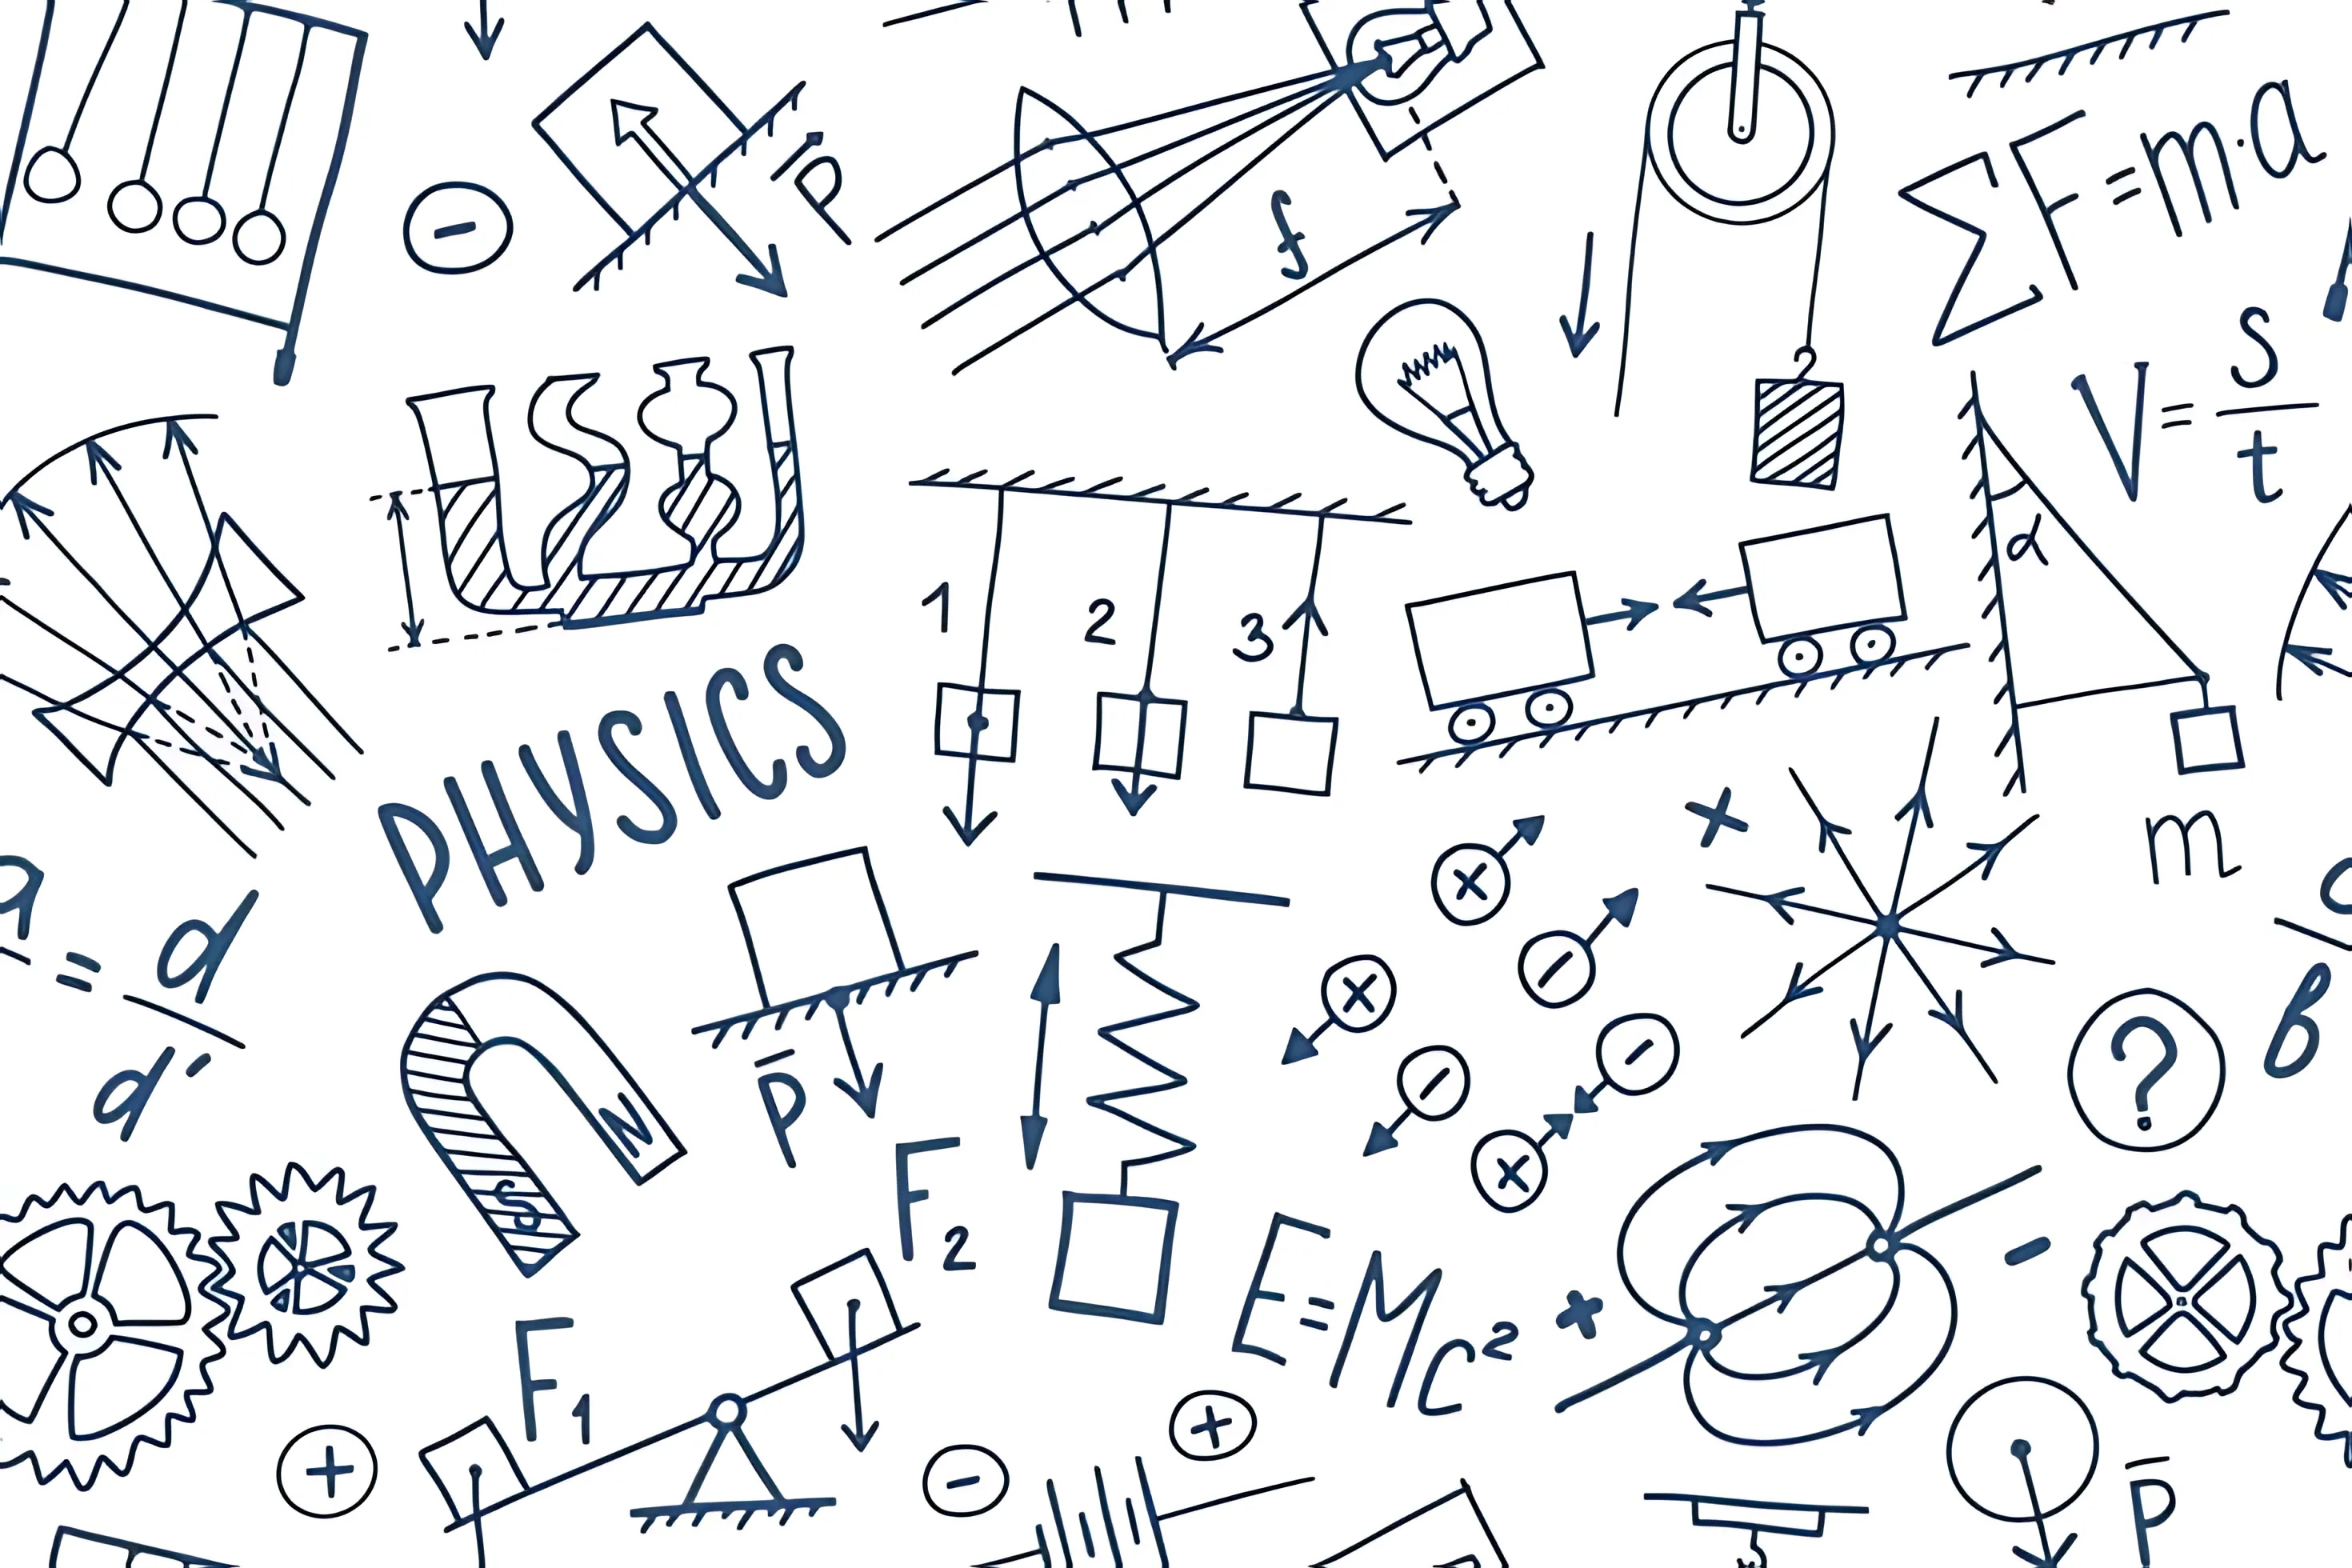 P
ΣF=m·a
f
V=s/t
α
1
2
3
PHYSICS
m
= d/d'
N
S
P
F2
F1
E=Mc²
?
P